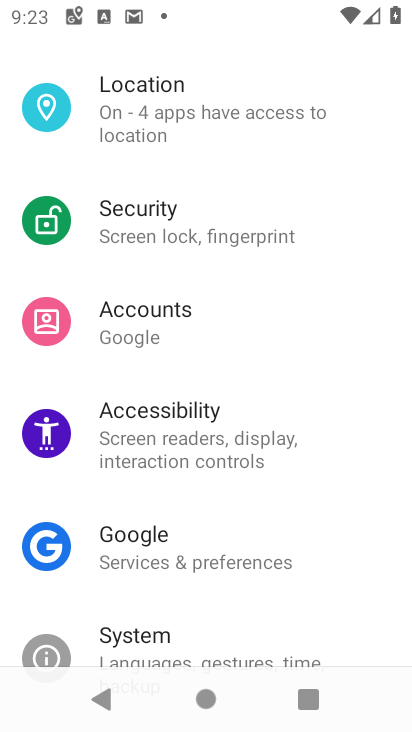 9:23
Location
On - 4 apps have access to
location
Security
Screen lock, fingerprint
Accounts
Google
Accessibility
Screen readers, display,
interaction controls
Google
Services & preferences
System
Languages, gestures, time,
backup